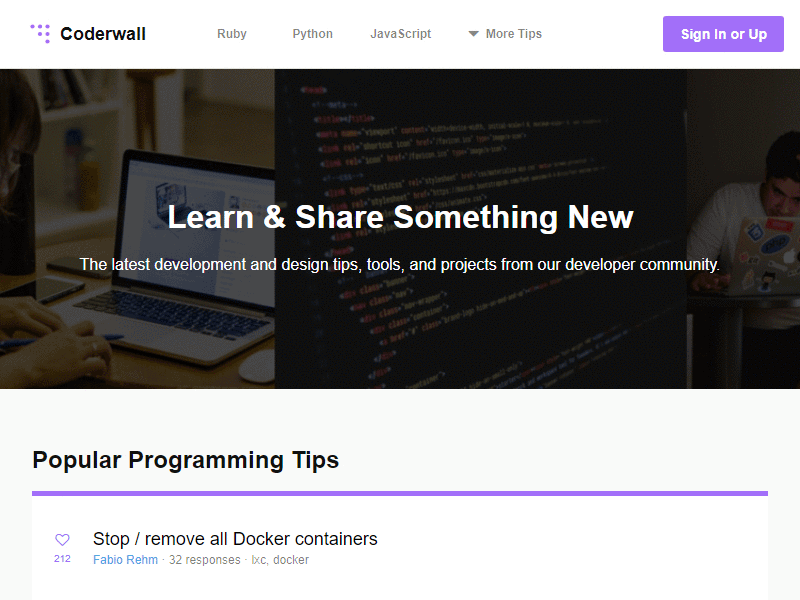 Coderwall
Ruby
Python
JavaScript
More Tips
Sign In or Up
Learn & Share Something New
The latest development and design tips, tools, and projects from our developer community.
Popular Programming Tips
Stop / remove all Docker containers
212
Fabio Rehm · 32 responses · lxc, docker